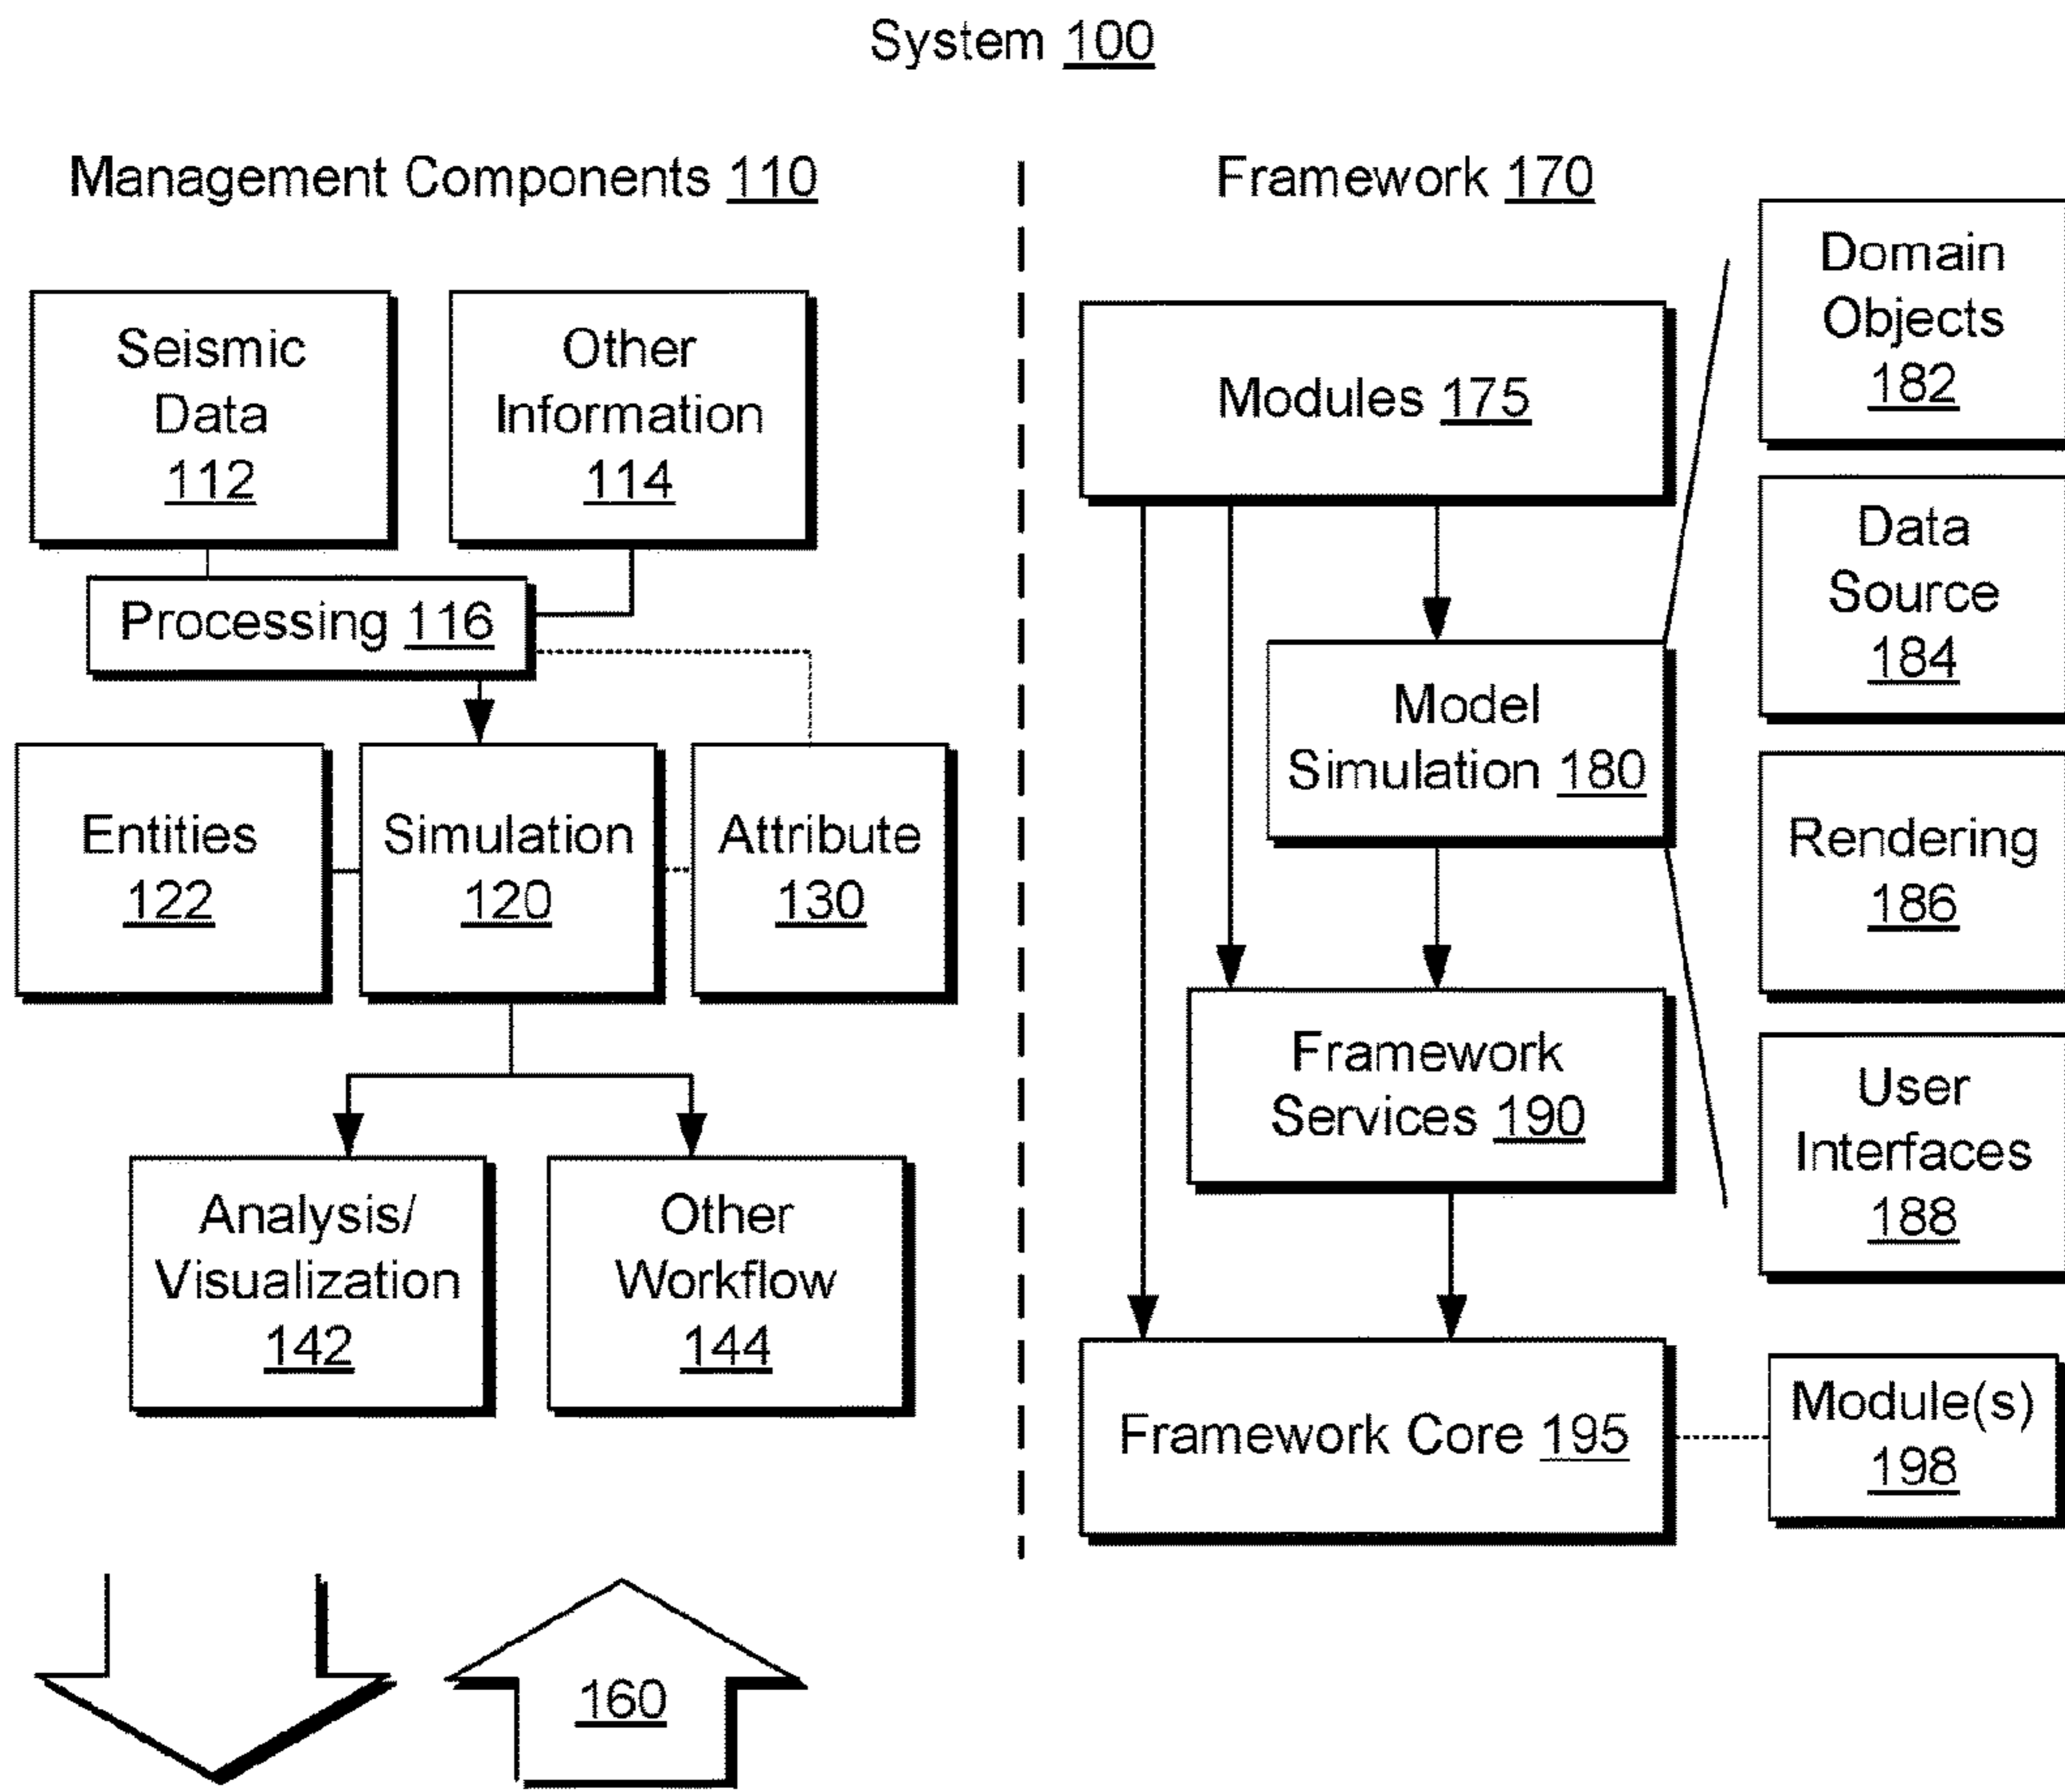 System 100
Management Components 110
Seismic
Data
112
Other
Information
114
Processing 116
Entities
122
Simulation
120
Attribute
130
Analysis/
Visualization
142
Other
Workflow
144
160
Framework 170
Modules 175
Model
Simulation 180
Framework
Services 190
Framework Core 195
Domain
Objects
182
Data
Source
184
Rendering
186
User
Interfaces
188
Module(s)
198